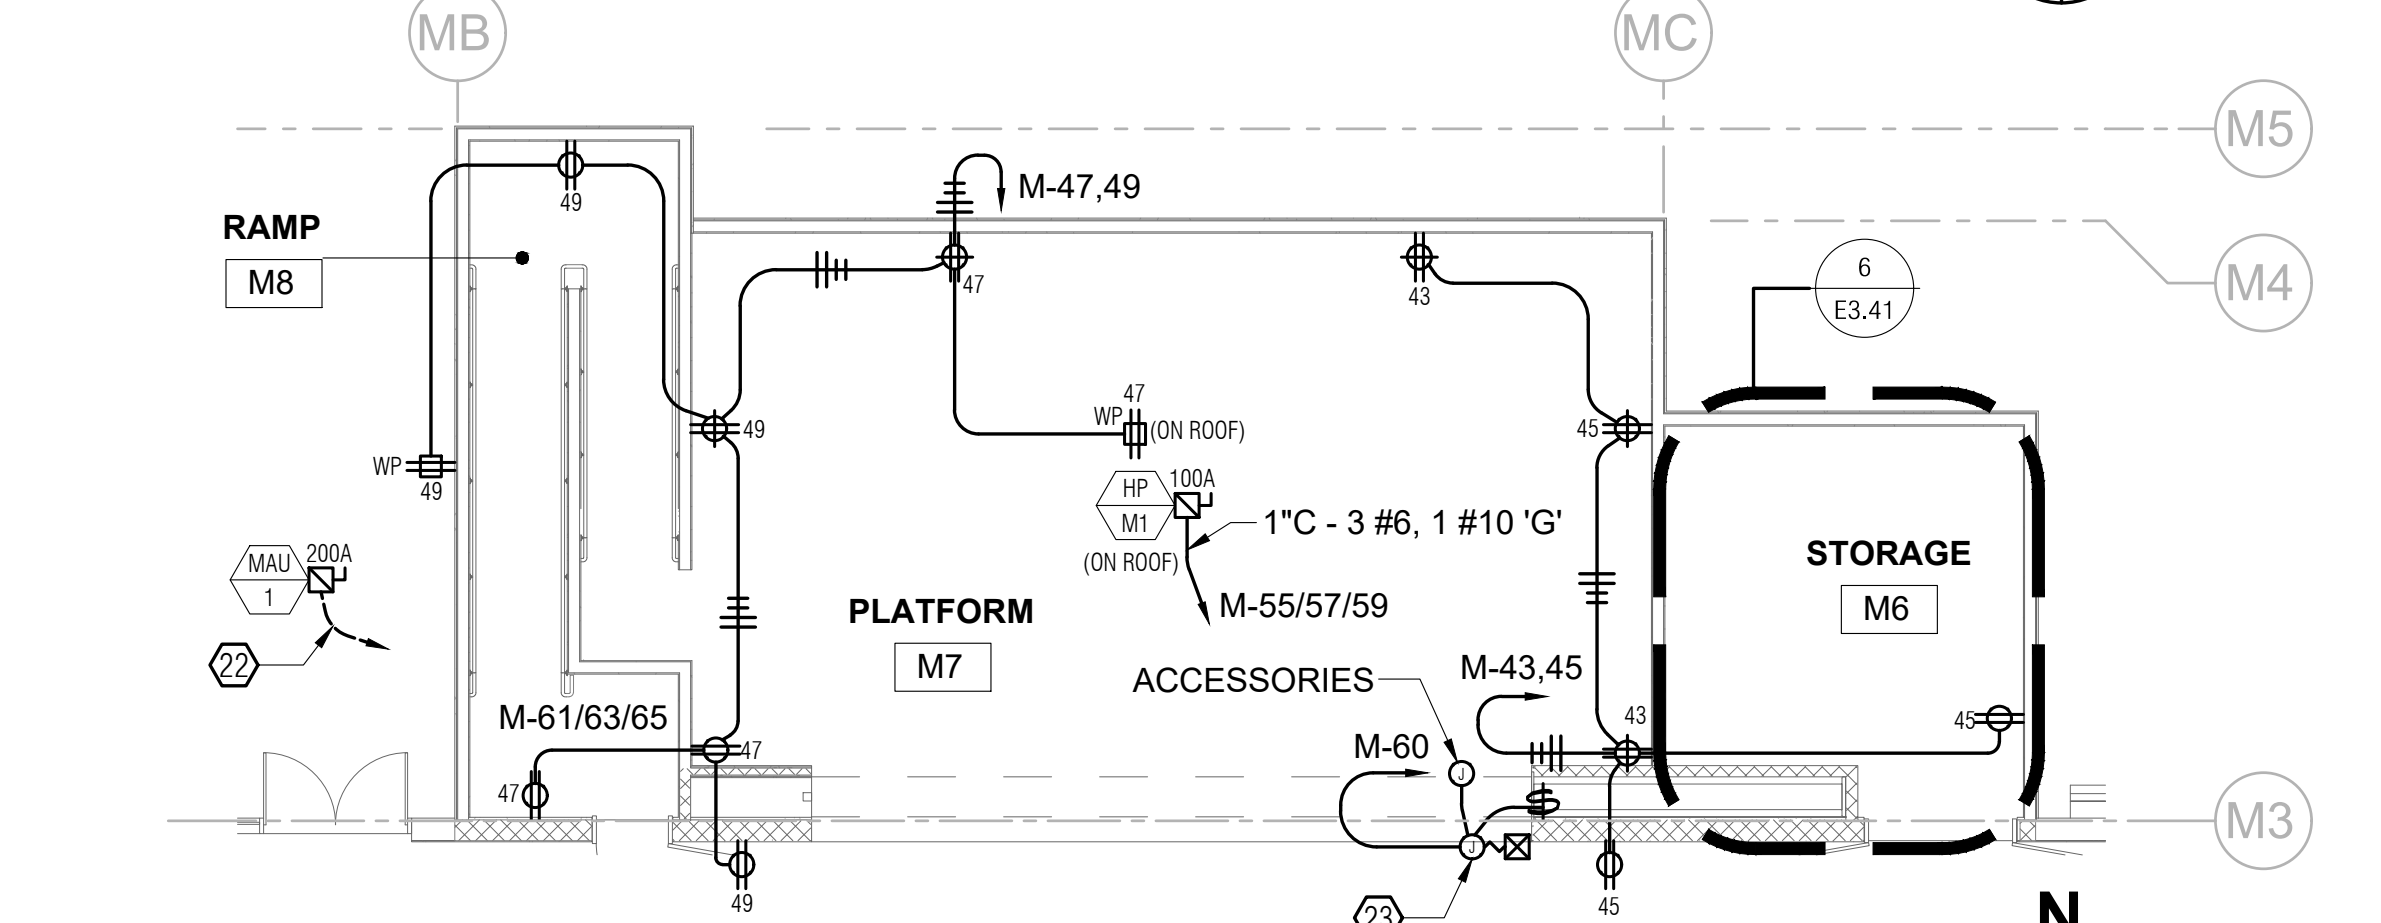 MB
MC
M5
M-47,49
49
RAMP
M8
47
43
6
E3.41
M4
47
WP
(ON ROOF)
49
45
WP
49
HP
M1
100A
1"C - 3 #6, 1 #10 'G'
(ON ROOF)
MAU
1
200A
STORAGE
M6
M-55/57/59
PLATFORM
M7
22
ACCESSORIES
M-43,45
M-61/63/65
43
45
47
M-60
J
47
M3
J
49
45
23
N